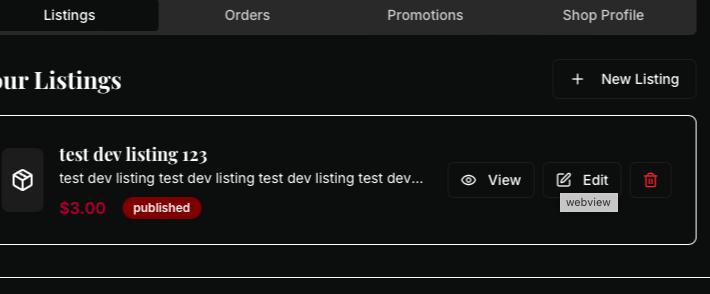 Listings
Orders
Promotions
Shop Profile
our Listings
New Listing
test dev listing 123
test dev listing test dev listing test dev listing test dev...
View
Edit
webview
$3.00
published